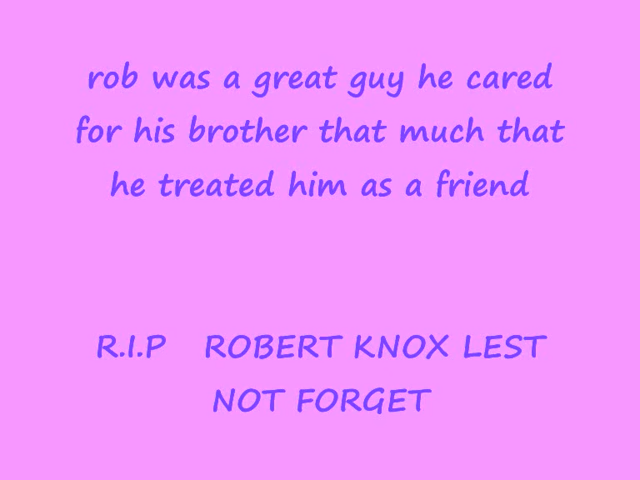 rob was a great guy he cared
for his brother that much that
he treated him as a friend
R.I.P ROBERT KNOX LEST
NOT FORGET